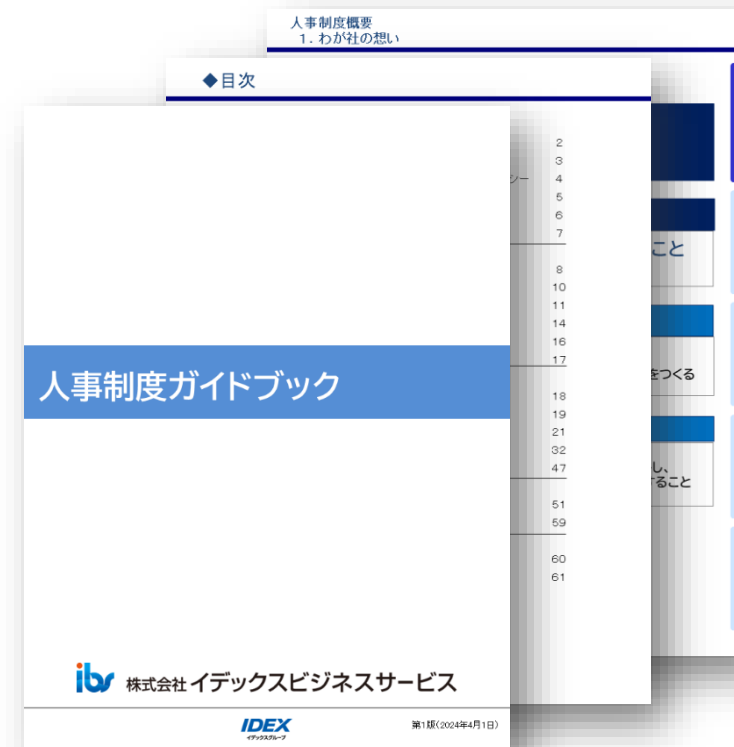 人事制度概要
1. わが社の想い
◆目次
2
3
シー 4
5
6
7
8
10
11
14
16
17
18
19
21
32
47
51
59
60
61
こと
をつくる
し、
すること
人事制度ガイドブック
ibs 株式会社イデックスビジネスサービス
IDEX
イデックスグループ
第1版(2024年4月1日)